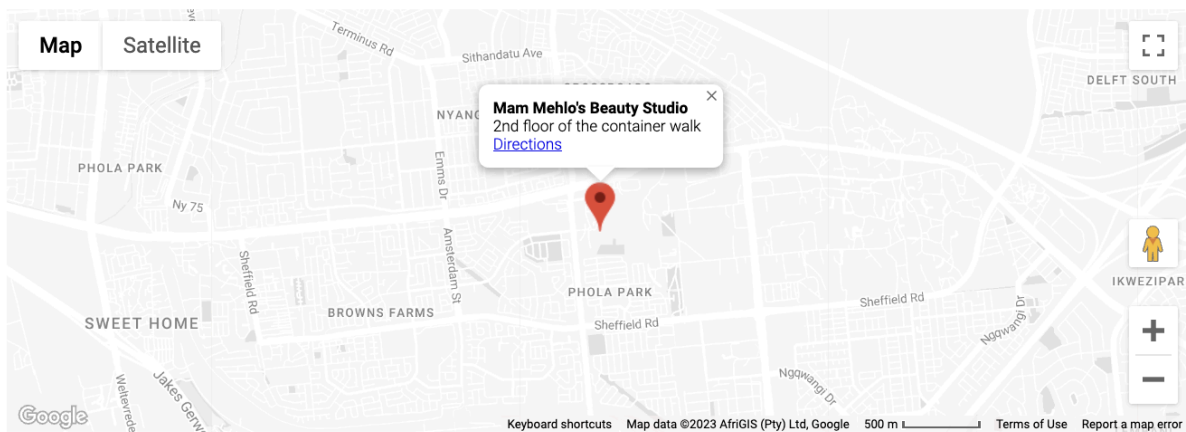 Map
Satellite
Terminus Rd
Sithandatu Ave
DELFT SOUTH
Mam Mehlo's Beauty Studio
2nd floor of the container walk
Directions
PHOLA PARK
Emms Dr
Ny 75
Amsterdam St
Sheffield Rd
IKWEZIPAR
PHOLA PARK
Sheffield Rd
BROWNS FARMS
SWEET HOME
Sheffield Rd
Ngqwangi Dr
Ngqwangi Dr
Weltevrede
Jakes Gerw
Google
Keyboard shortcuts
Map data ©2023 AfriGIS (Pty) Ltd, Google
500 m
Terms of Use
Report a map error